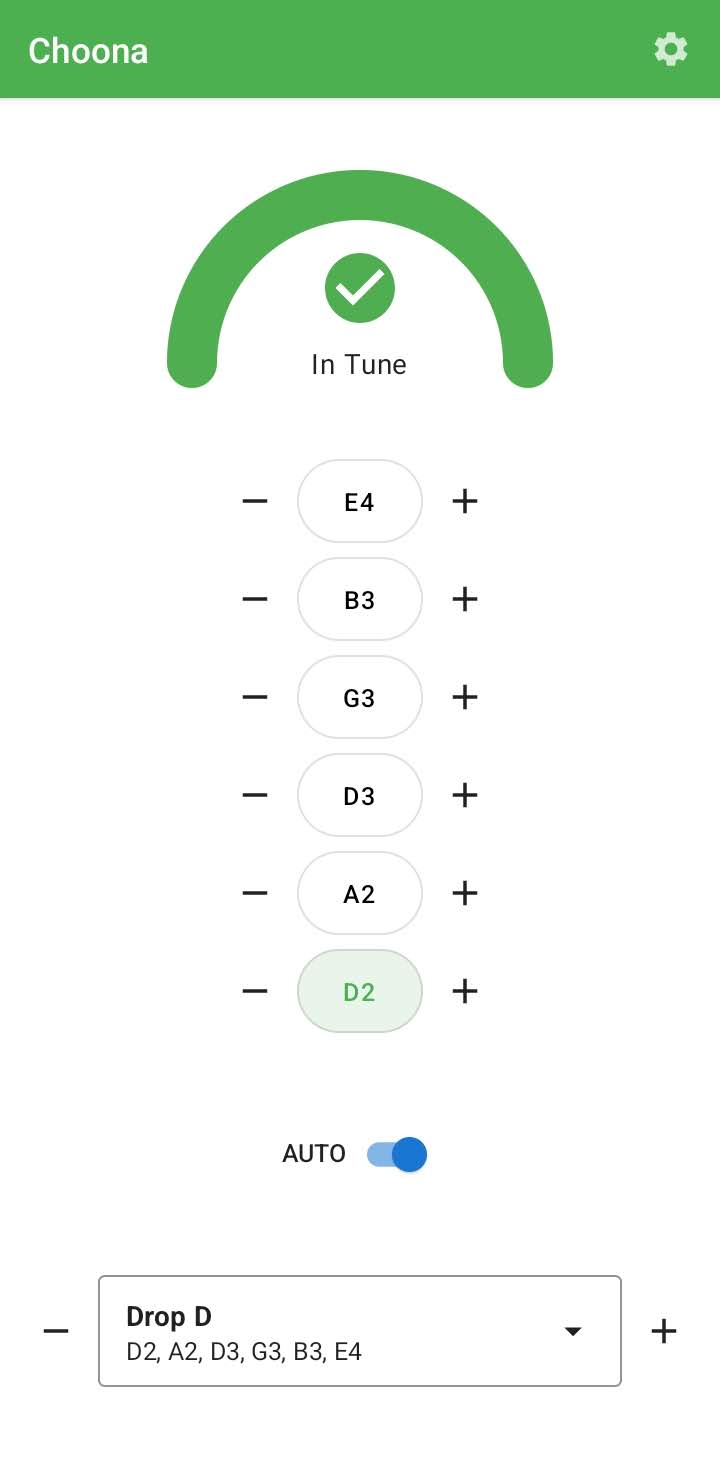 Choona
In Tune
− E4 +
− B3 +
− G3 +
− D3 +
− A2 +
− D2 +
AUTO
− Drop D +
D2, A2, D3, G3, B3, E4